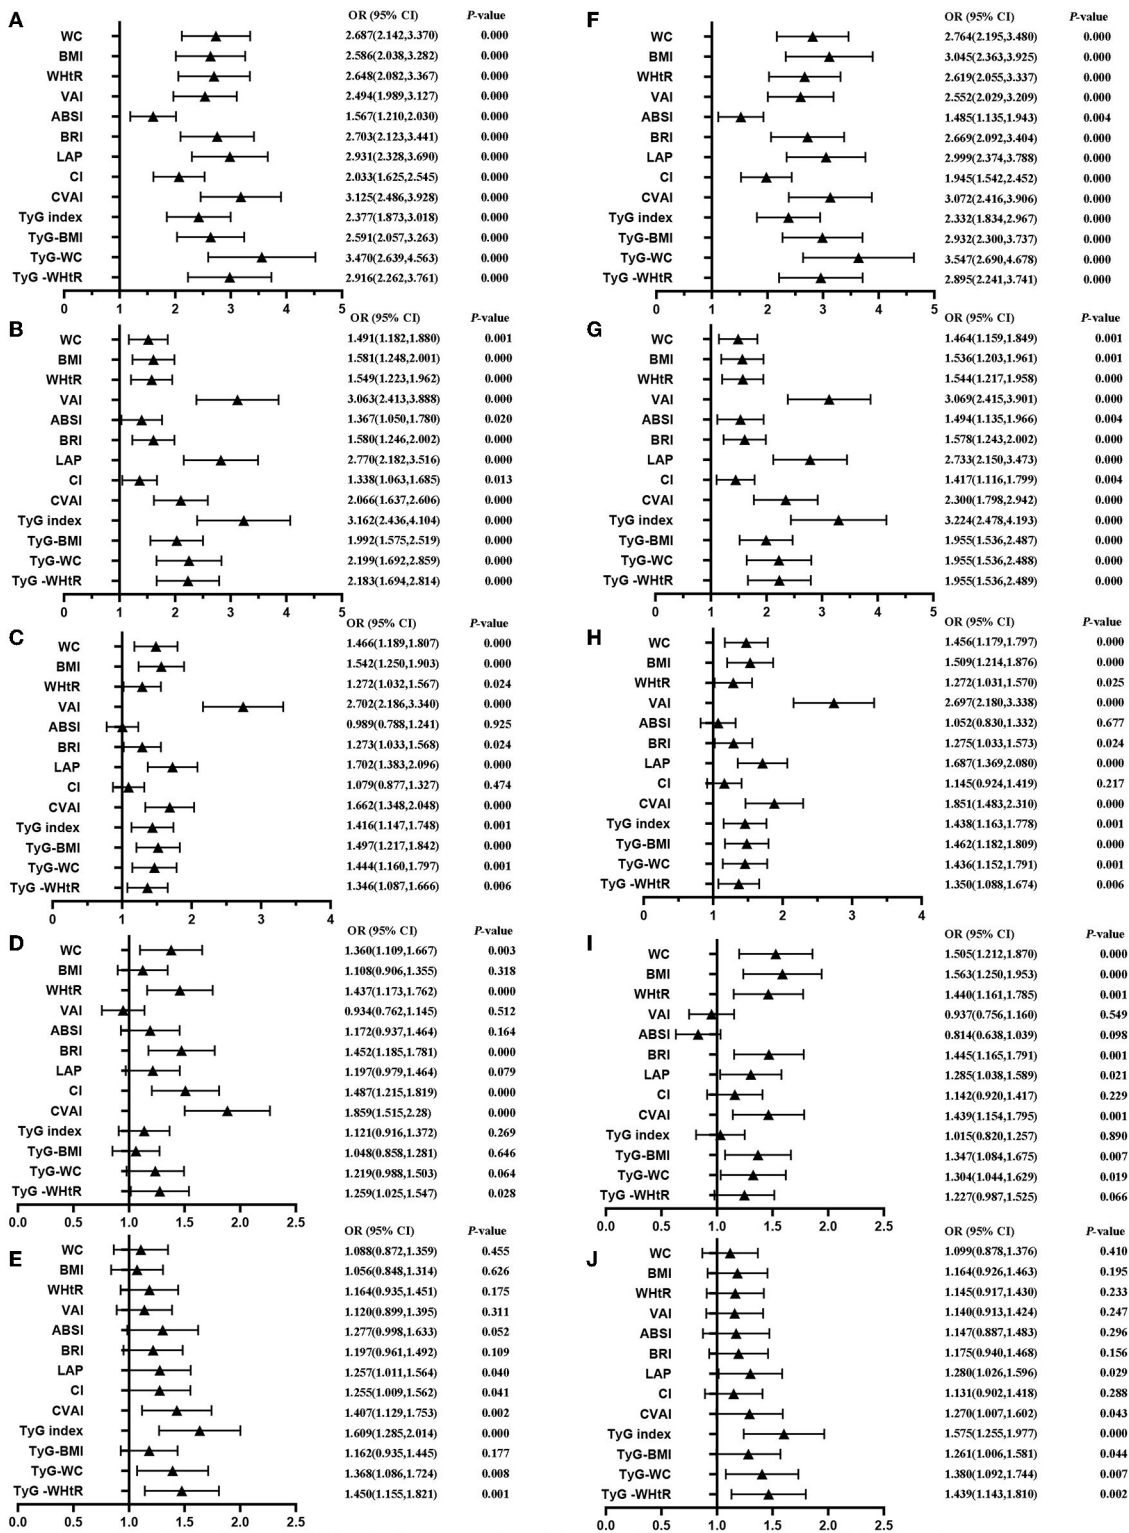 A
OR (95% CI) P-value
WC 2.687(2.142,3.370) 0.000
BMI 2.586(2.038,3.282) 0.000
WHtR 2.648(2.082,3.367) 0.000
VAI 2.494(1.989,3.127) 0.000
ABSI 1.567(1.210,2.030) 0.000
BRI 2.703(2.123,3.441) 0.000
LAP 2.931(2.328,3.690) 0.000
CI 2.033(1.625,2.545) 0.000
CVAI 3.125(2.486,3.928) 0.000
TyG index 2.377(1.873,3.018) 0.000
TyG-BMI 2.591(2.057,3.263) 0.000
TyG-WC 3.470(2.639,4.563) 0.000
TyG -WHtR 2.916(2.262,3.761) 0.000
0 1 2 3 4 5
B
OR (95% CI) P-value
WC 1.491(1.182,1.880) 0.001
BMI 1.581(1.248,2.001) 0.000
WHtR 1.549(1.223,1.962) 0.000
VAI 3.063(2.413,3.888) 0.000
ABSI 1.367(1.050,1.780) 0.020
BRI 1.580(1.246,2.002) 0.000
LAP 2.770(2.182,3.516) 0.000
CI 1.338(1.063,1.685) 0.013
CVAI 2.066(1.637,2.606) 0.000
TyG index 3.162(2.436,4.104) 0.000
TyG-BMI 1.992(1.575,2.519) 0.000
TyG-WC 2.199(1.692,2.859) 0.000
TyG -WHtR 2.183(1.694,2.814) 0.000
0 1 2 3 4 5
C
OR (95% CI) P-value
WC 1.466(1.189,1.807) 0.000
BMI 1.542(1.250,1.903) 0.000
WHtR 1.272(1.032,1.567) 0.024
VAI 2.702(2.186,3.340) 0.000
ABSI 0.989(0.788,1.241) 0.925
BRI 1.273(1.033,1.568) 0.024
LAP 1.702(1.383,2.096) 0.000
CI 1.079(0.877,1.327) 0.474
CVAI 1.662(1.348,2.048) 0.000
TyG index 1.416(1.147,1.748) 0.001
TyG-BMI 1.497(1.217,1.842) 0.000
TyG-WC 1.444(1.160,1.797) 0.001
TyG -WHtR 1.346(1.087,1.666) 0.006
0 1 2 3 4
D
OR (95% CI) P-value
WC 1.360(1.109,1.667) 0.003
BMI 1.108(0.906,1.355) 0.318
WHtR 1.437(1.173,1.762) 0.000
VAI 0.934(0.762,1.145) 0.512
ABSI 1.172(0.937,1.464) 0.164
BRI 1.452(1.185,1.781) 0.000
LAP 1.197(0.979,1.464) 0.079
CI 1.487(1.215,1.819) 0.000
CVAI 1.859(1.515,2.28) 0.000
TyG index 1.121(0.916,1.372) 0.269
TyG-BMI 1.048(0.858,1.281) 0.646
TyG-WC 1.219(0.988,1.503) 0.064
TyG -WHtR 1.259(1.025,1.547) 0.028
0.0 0.5 1.0 1.5 2.0 2.5
E
OR (95% CI) P-value
WC 1.088(0.872,1.359) 0.455
BMI 1.056(0.848,1.314) 0.626
WHtR 1.164(0.935,1.451) 0.175
VAI 1.120(0.899,1.395) 0.311
ABSI 1.277(0.998,1.633) 0.052
BRI 1.197(0.961,1.492) 0.109
LAP 1.257(1.011,1.564) 0.040
CI 1.255(1.009,1.562) 0.041
CVAI 1.407(1.129,1.753) 0.002
TyG index 1.609(1.285,2.014) 0.000
TyG-BMI 1.162(0.935,1.445) 0.177
TyG-WC 1.368(1.086,1.724) 0.008
TyG -WHtR 1.450(1.155,1.821) 0.001
0.0 0.5 1.0 1.5 2.0 2.5
F
OR (95% CI) P-value
WC 2.764(2.195,3.480) 0.000
BMI 3.045(2.363,3.925) 0.000
WHtR 2.619(2.055,3.337) 0.000
VAI 2.552(2.029,3.209) 0.000
ABSI 1.485(1.135,1.943) 0.004
BRI 2.669(2.092,3.404) 0.000
LAP 2.999(2.374,3.788) 0.000
CI 1.945(1.542,2.452) 0.000
CVAI 3.072(2.416,3.906) 0.000
TyG index 2.332(1.834,2.967) 0.000
TyG-BMI 2.932(2.300,3.737) 0.000
TyG-WC 3.547(2.690,4.678) 0.000
TyG -WHtR 2.895(2.241,3.741) 0.000
0 1 2 3 4 5
G
OR (95% CI) P-value
WC 1.464(1.159,1.849) 0.001
BMI 1.536(1.203,1.961) 0.001
WHtR 1.544(1.217,1.958) 0.000
VAI 3.069(2.415,3.901) 0.000
ABSI 1.494(1.135,1.966) 0.004
BRI 1.578(1.243,2.002) 0.000
LAP 2.733(2.150,3.473) 0.000
CI 1.417(1.116,1.799) 0.004
CVAI 2.300(1.798,2.942) 0.000
TyG index 3.224(2.478,4.193) 0.000
TyG-BMI 1.955(1.536,2.487) 0.000
TyG-WC 1.955(1.536,2.488) 0.000
TyG -WHtR 1.955(1.536,2.489) 0.000
0 1 2 3 4 5
H
OR (95% CI) P-value
WC 1.456(1.179,1.797) 0.000
BMI 1.509(1.214,1.876) 0.000
WHtR 1.272(1.031,1.570) 0.025
VAI 2.697(2.180,3.338) 0.000
ABSI 1.052(0.830,1.332) 0.677
BRI 1.275(1.033,1.573) 0.024
LAP 1.687(1.369,2.080) 0.000
CI 1.145(0.924,1.419) 0.217
CVAI 1.851(1.483,2.310) 0.000
TyG index 1.438(1.163,1.778) 0.001
TyG-BMI 1.462(1.182,1.809) 0.000
TyG-WC 1.436(1.152,1.791) 0.001
TyG -WHtR 1.350(1.088,1.674) 0.006
0 1 2 3 4
I
OR (95% CI) P-value
WC 1.505(1.212,1.870) 0.000
BMI 1.563(1.250,1.953) 0.000
WHtR 1.440(1.161,1.785) 0.001
VAI 0.937(0.756,1.160) 0.549
ABSI 0.814(0.638,1.039) 0.098
BRI 1.445(1.165,1.791) 0.001
LAP 1.285(1.038,1.589) 0.021
CI 1.142(0.920,1.417) 0.229
CVAI 1.439(1.154,1.795) 0.001
TyG index 1.015(0.820,1.257) 0.890
TyG-BMI 1.347(1.084,1.675) 0.007
TyG-WC 1.304(1.044,1.629) 0.019
TyG -WHtR 1.227(0.987,1.525) 0.066
0.0 0.5 1.0 1.5 2.0 2.5
J
OR (95% CI) P-value
WC 1.099(0.878,1.376) 0.410
BMI 1.164(0.926,1.463) 0.195
WHtR 1.145(0.917,1.430) 0.233
VAI 1.140(0.913,1.424) 0.247
ABSI 1.147(0.887,1.483) 0.296
BRI 1.175(0.940,1.468) 0.156
LAP 1.280(1.026,1.596) 0.029
CI 1.131(0.902,1.418) 0.288
CVAI 1.270(1.007,1.602) 0.043
TyG index 1.575(1.255,1.977) 0.000
TyG-BMI 1.261(1.006,1.581) 0.044
TyG-WC 1.380(1.092,1.744) 0.007
TyG -WHtR 1.439(1.143,1.810) 0.002
0.0 0.5 1.0 1.5 2.0 2.5